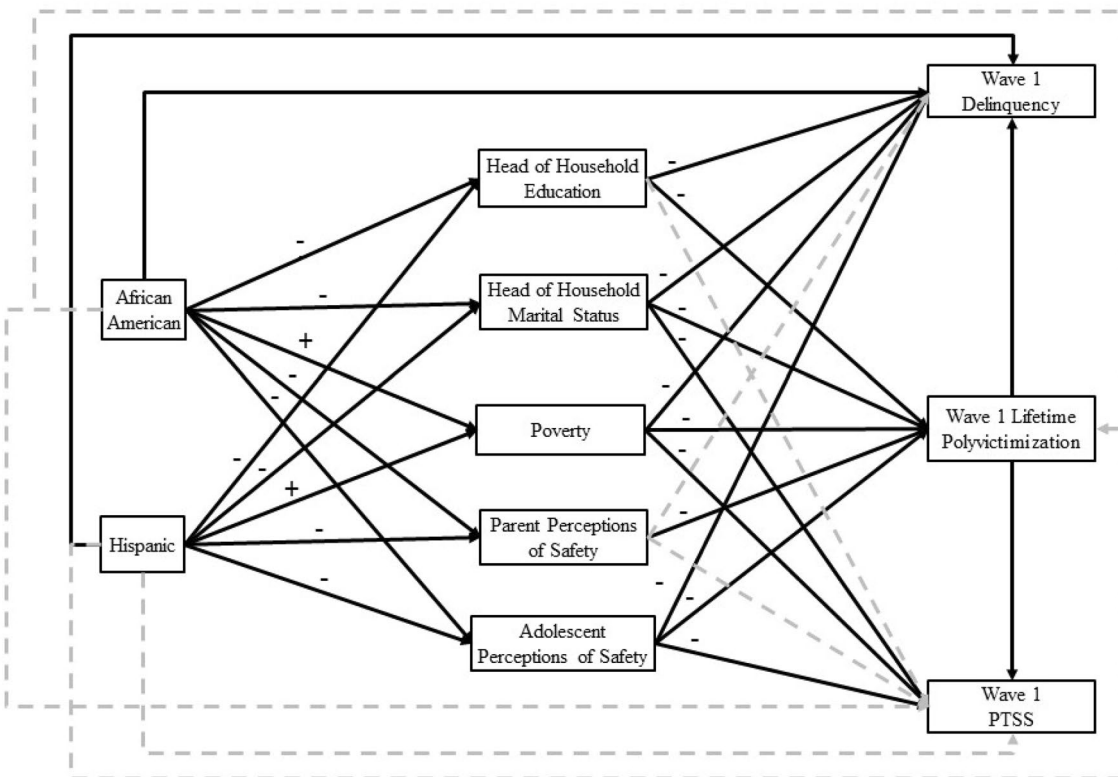 Wave 1
Delinquency
Head of Household
Education
-
-
-
African
American
-
Head of Household
Marital Status
-
-
+
-
-
-
-
Poverty
-
-
Wave 1 Lifetime
Polyvictimization
-
-
+
Hispanic
-
Parent Perceptions
of Safety
-
-
Adolescent
Perceptions of Safety
-
-
-
Wave 1
PTSS